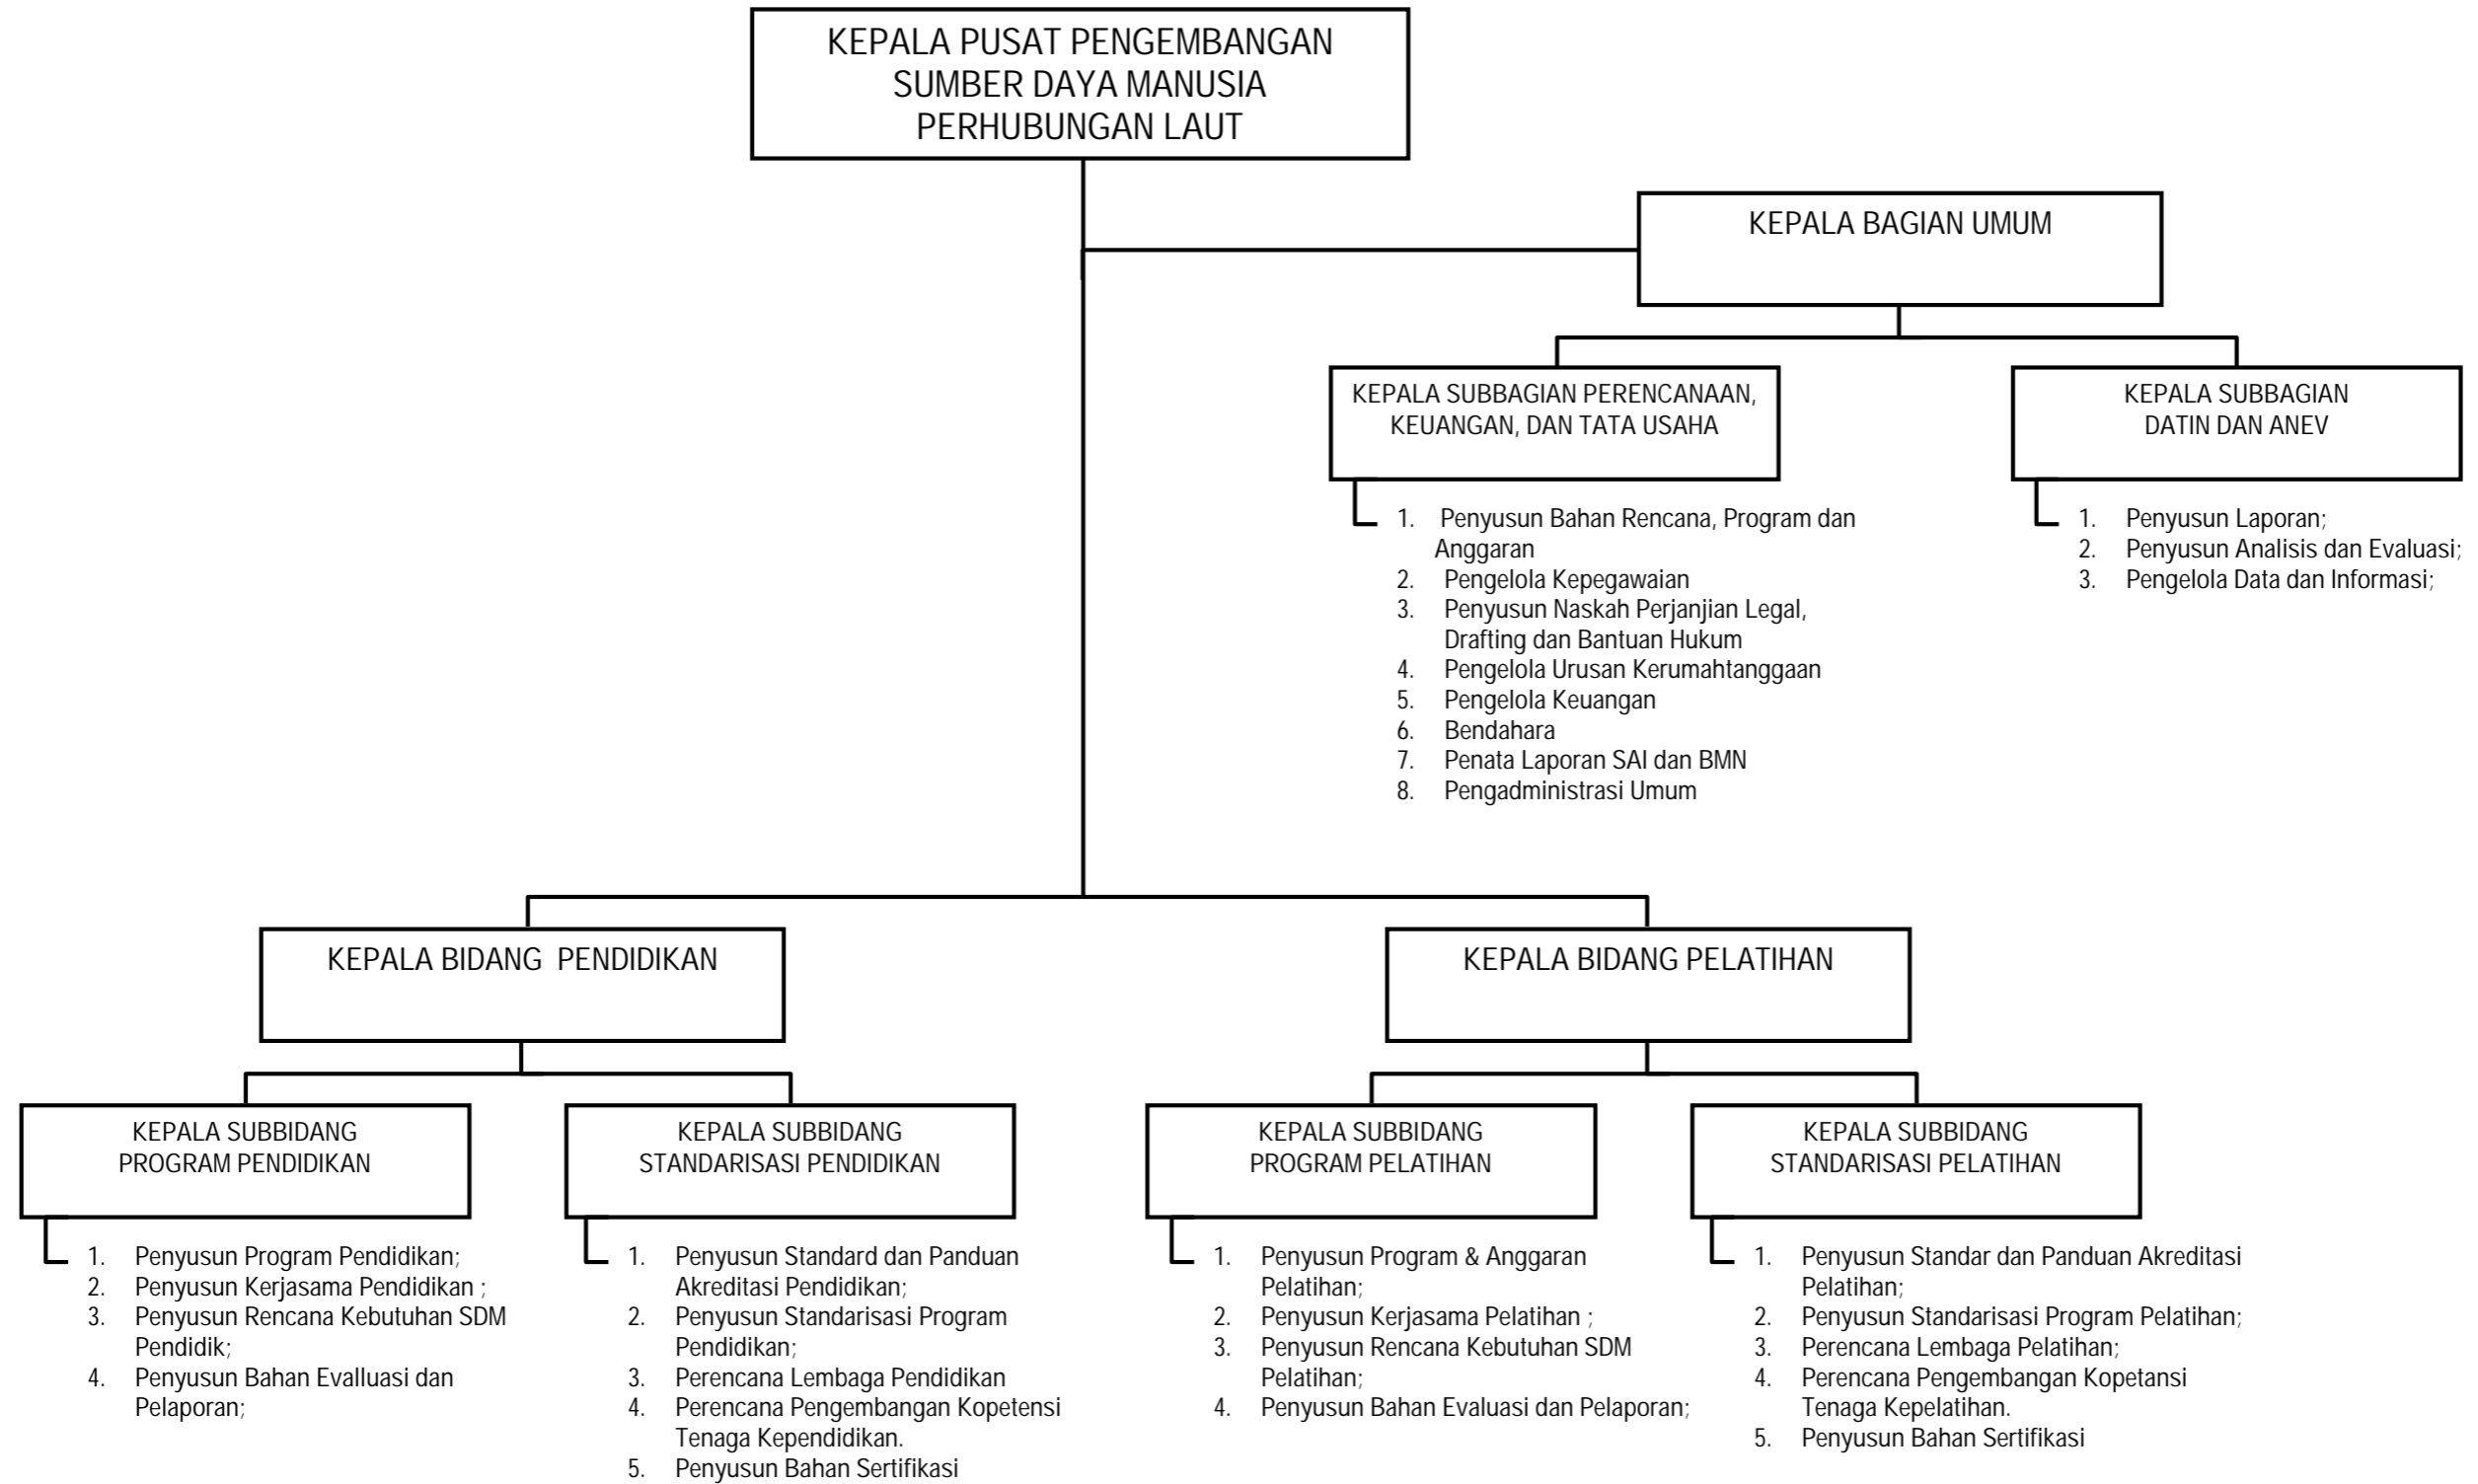 KEPALA PUSAT PENGEMBANGAN
SUMBER DAYA MANUSIA
PERHUBUNGAN LAUT
KEPALA BAGIAN UMUM
KEPALA SUBBAGIAN PERENCANAAN,
KEUANGAN, DAN TATA USAHA
1. Penyusun Bahan Rencana, Program dan
Anggaran
2. Pengelola Kepegawaian
3. Penyusun Naskah Perjanjian Legal,
Drafting dan Bantuan Hukum
4. Pengelola Urusan Kerumahtanggaan
5. Pengelola Keuangan
6. Bendahara
7. Penata Laporan SAI dan BMN
8. Pengadministrasi Umum
KEPALA SUBBAGIAN
DATIN DAN ANEV
1. Penyusun Laporan;
2. Penyusun Analisis dan Evaluasi;
3. Pengelola Data dan Informasi;
KEPALA BIDANG PENDIDIKAN
KEPALA SUBBIDANG
PROGRAM PENDIDIKAN
1. Penyusun Program Pendidikan;
2. Penyusun Kerjasama Pendidikan ;
3. Penyusun Rencana Kebutuhan SDM
Pendidik;
4. Penyusun Bahan Evalluasi dan
Pelaporan;
KEPALA SUBBIDANG
STANDARISASI PENDIDIKAN
1. Penyusun Standard dan Panduan
Akreditasi Pendidikan;
2. Penyusun Standarisasi Program
Pendidikan;
3. Perencana Lembaga Pendidikan
4. Perencana Pengembangan Kopetensi
Tenaga Kependidikan.
5. Penyusun Bahan Sertifikasi
KEPALA BIDANG PELATIHAN
KEPALA SUBBIDANG
PROGRAM PELATIHAN
1. Penyusun Program & Anggaran
Pelatihan;
2. Penyusun Kerjasama Pelatihan ;
3. Penyusun Rencana Kebutuhan SDM
Pelatihan;
4. Penyusun Bahan Evaluasi dan Pelaporan;
KEPALA SUBBIDANG
STANDARISASI PELATIHAN
1. Penyusun Standar dan Panduan Akreditasi
Pelatihan;
2. Penyusun Standarisasi Program Pelatihan;
3. Perencana Lembaga Pelatihan;
4. Perencana Pengembangan Kopetansi
Tenaga Kepelatihan.
5. Penyusun Bahan Sertifikasi